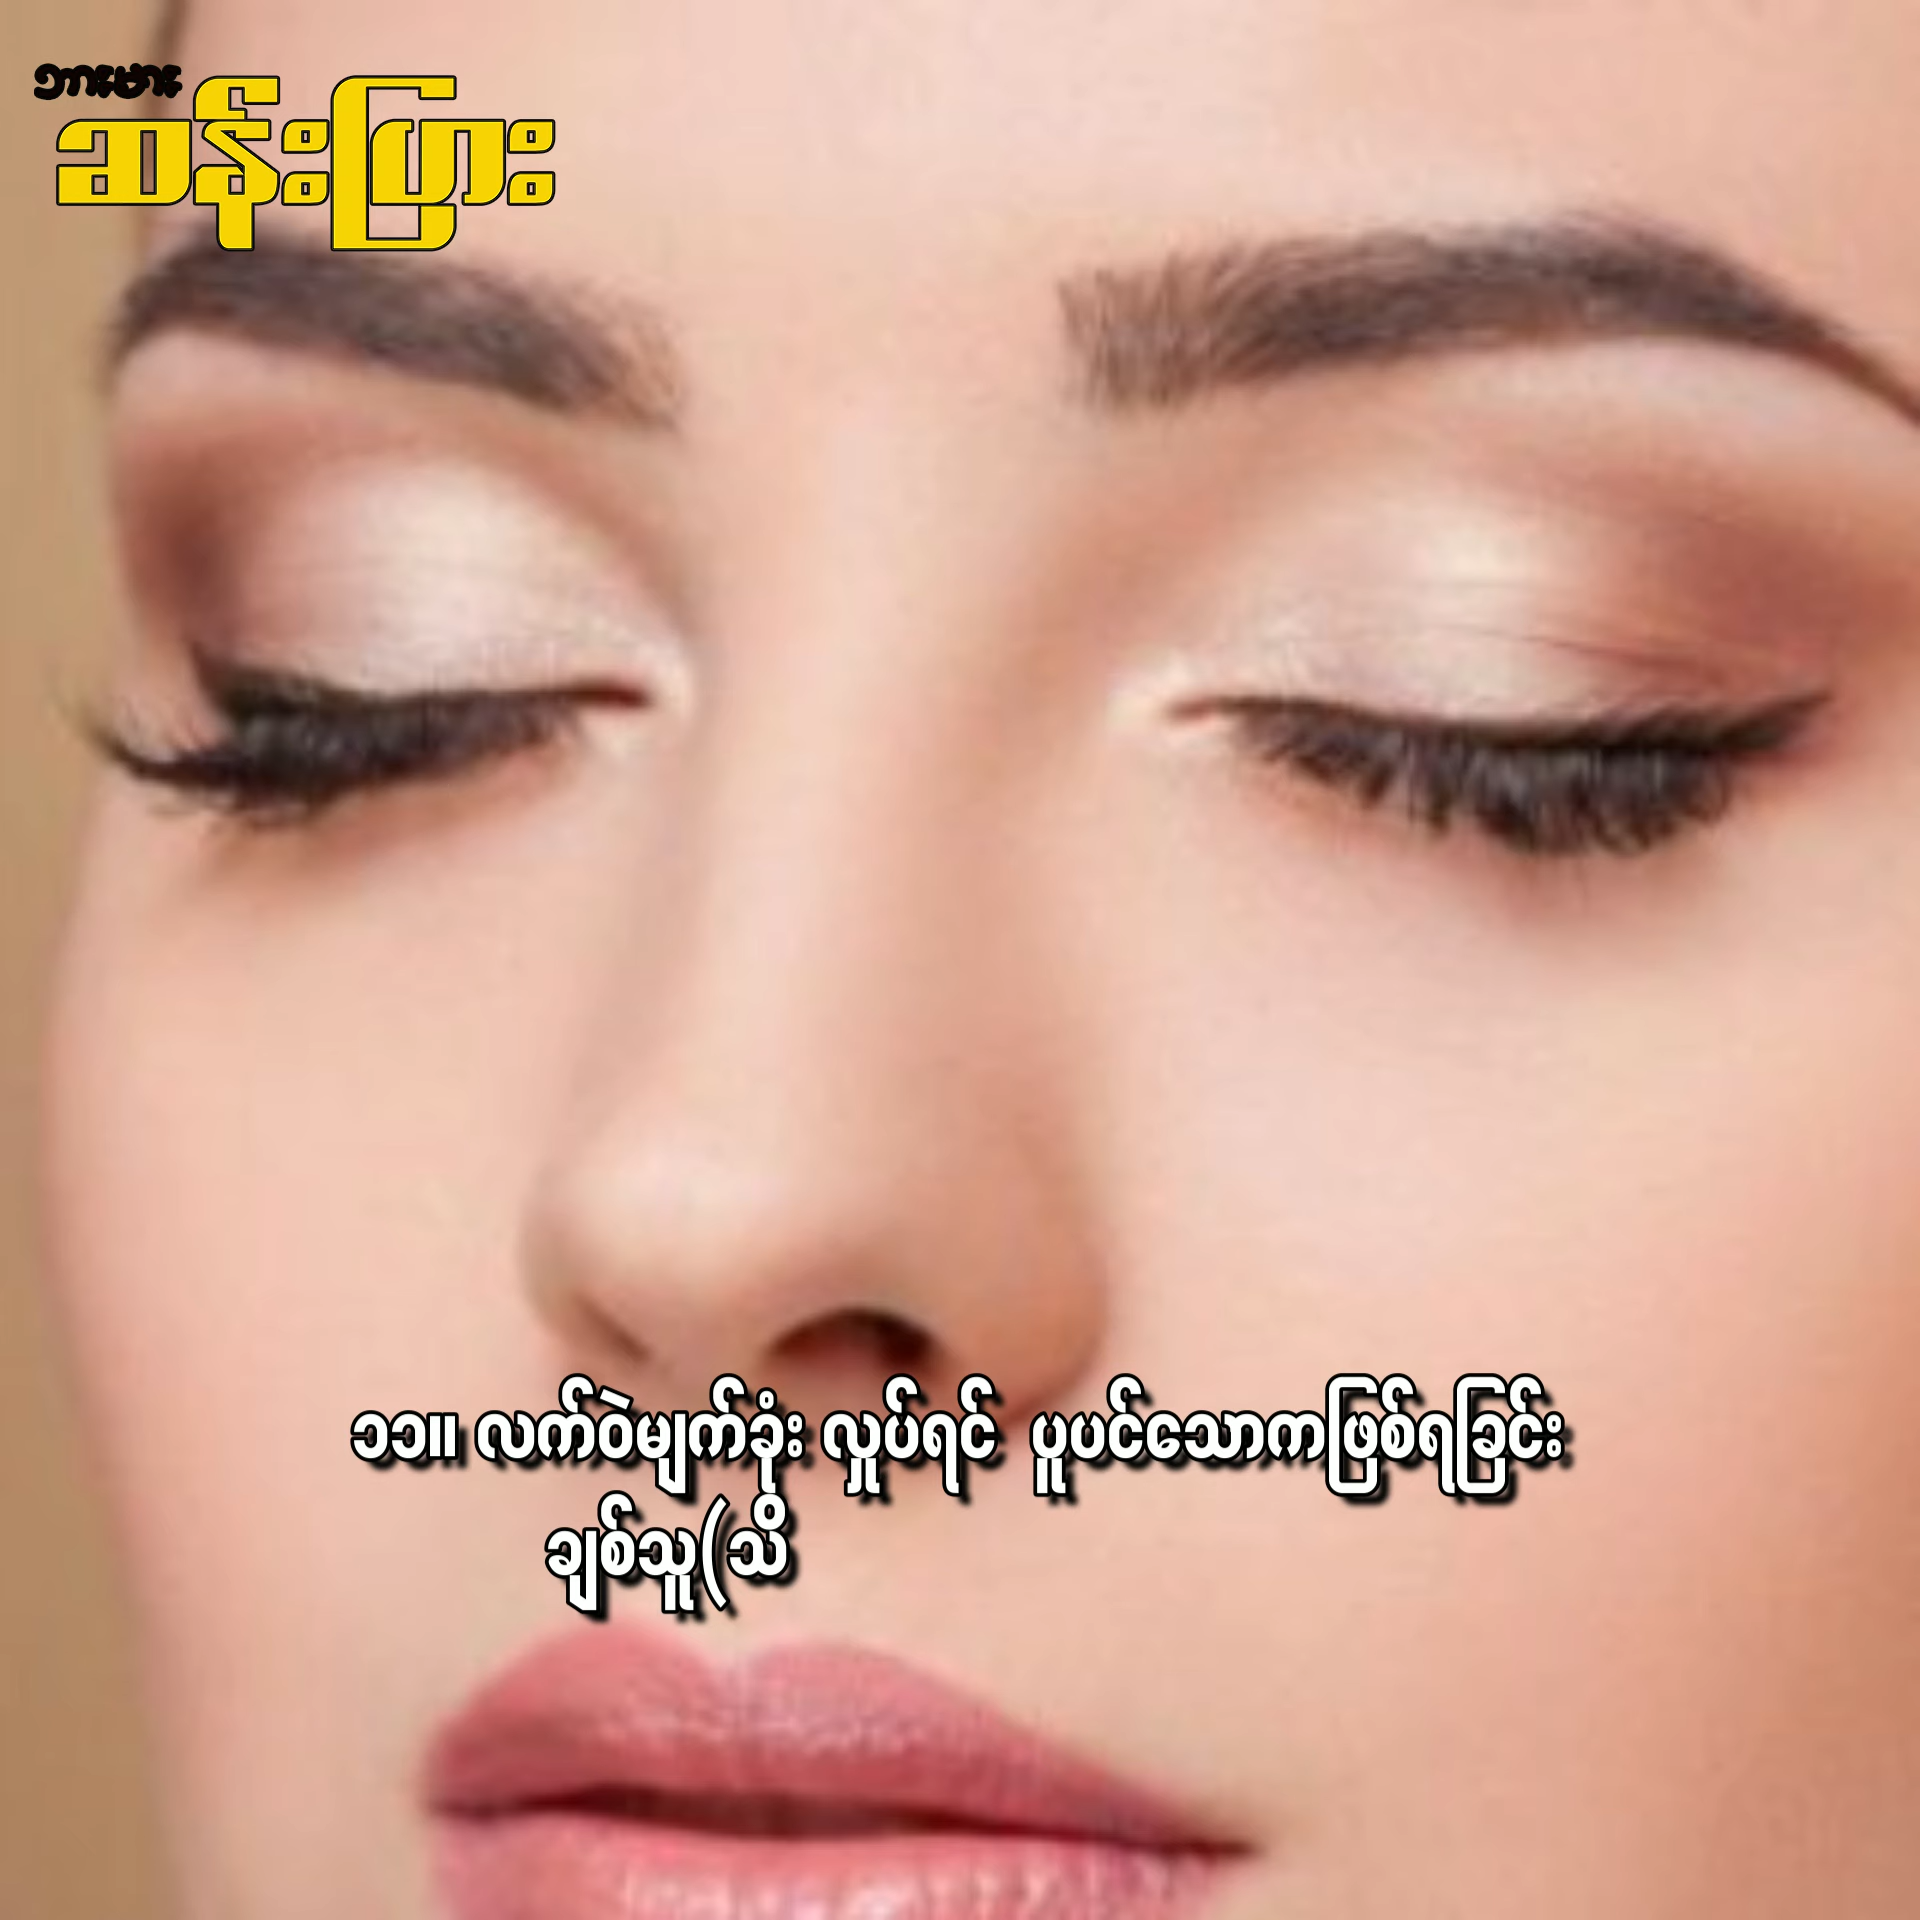 ဘားမား
ဆန်းပြား
၁၁။ လက်ဝဲမျက်ခုံး လှုပ်ရင် ပူပင်သောကဖြစ်ရခြင်း
ချစ်သူ(သိ